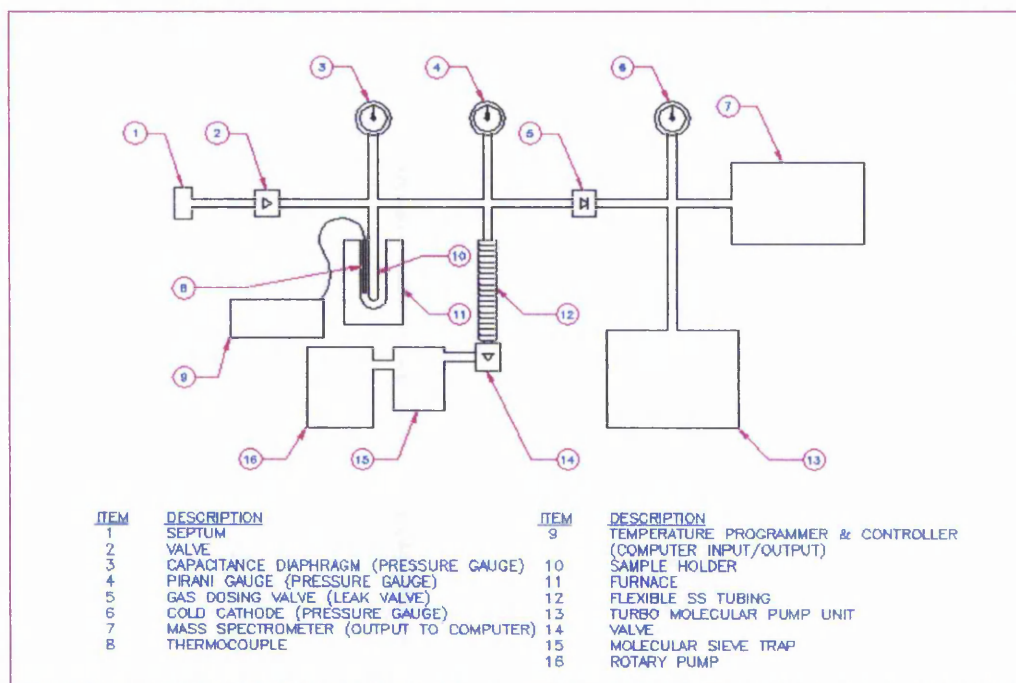 3
4
6
7
1
2
5
8
10
11
12
9
16
15
14
13
ITEM DESCRIPTION
1 SEPTUM
2 VALVE
3 CAPACITANCE DIAPHRAGM (PRESSURE GAUGE)
4 PIRANI GAUGE (PRESSURE GAUGE)
5 GAS DOSING VALVE (LEAK VALVE)
6 COLD CATHODE (PRESSURE GAUGE)
7 MASS SPECTROMETER (OUTPUT TO COMPUTER)
8 THERMOCOUPLE
ITEM DESCRIPTION
9 TEMPERATURE PROGRAMMER & CONTROLLER
(COMPUTER INPUT/OUTPUT)
10 SAMPLE HOLDER
11 FURNACE
12 FLEXIBLE SS TUBING
13 TURBO MOLECULAR PUMP UNIT
14 VALVE
15 MOLECULAR SIEVE TRAP
16 ROTARY PUMP